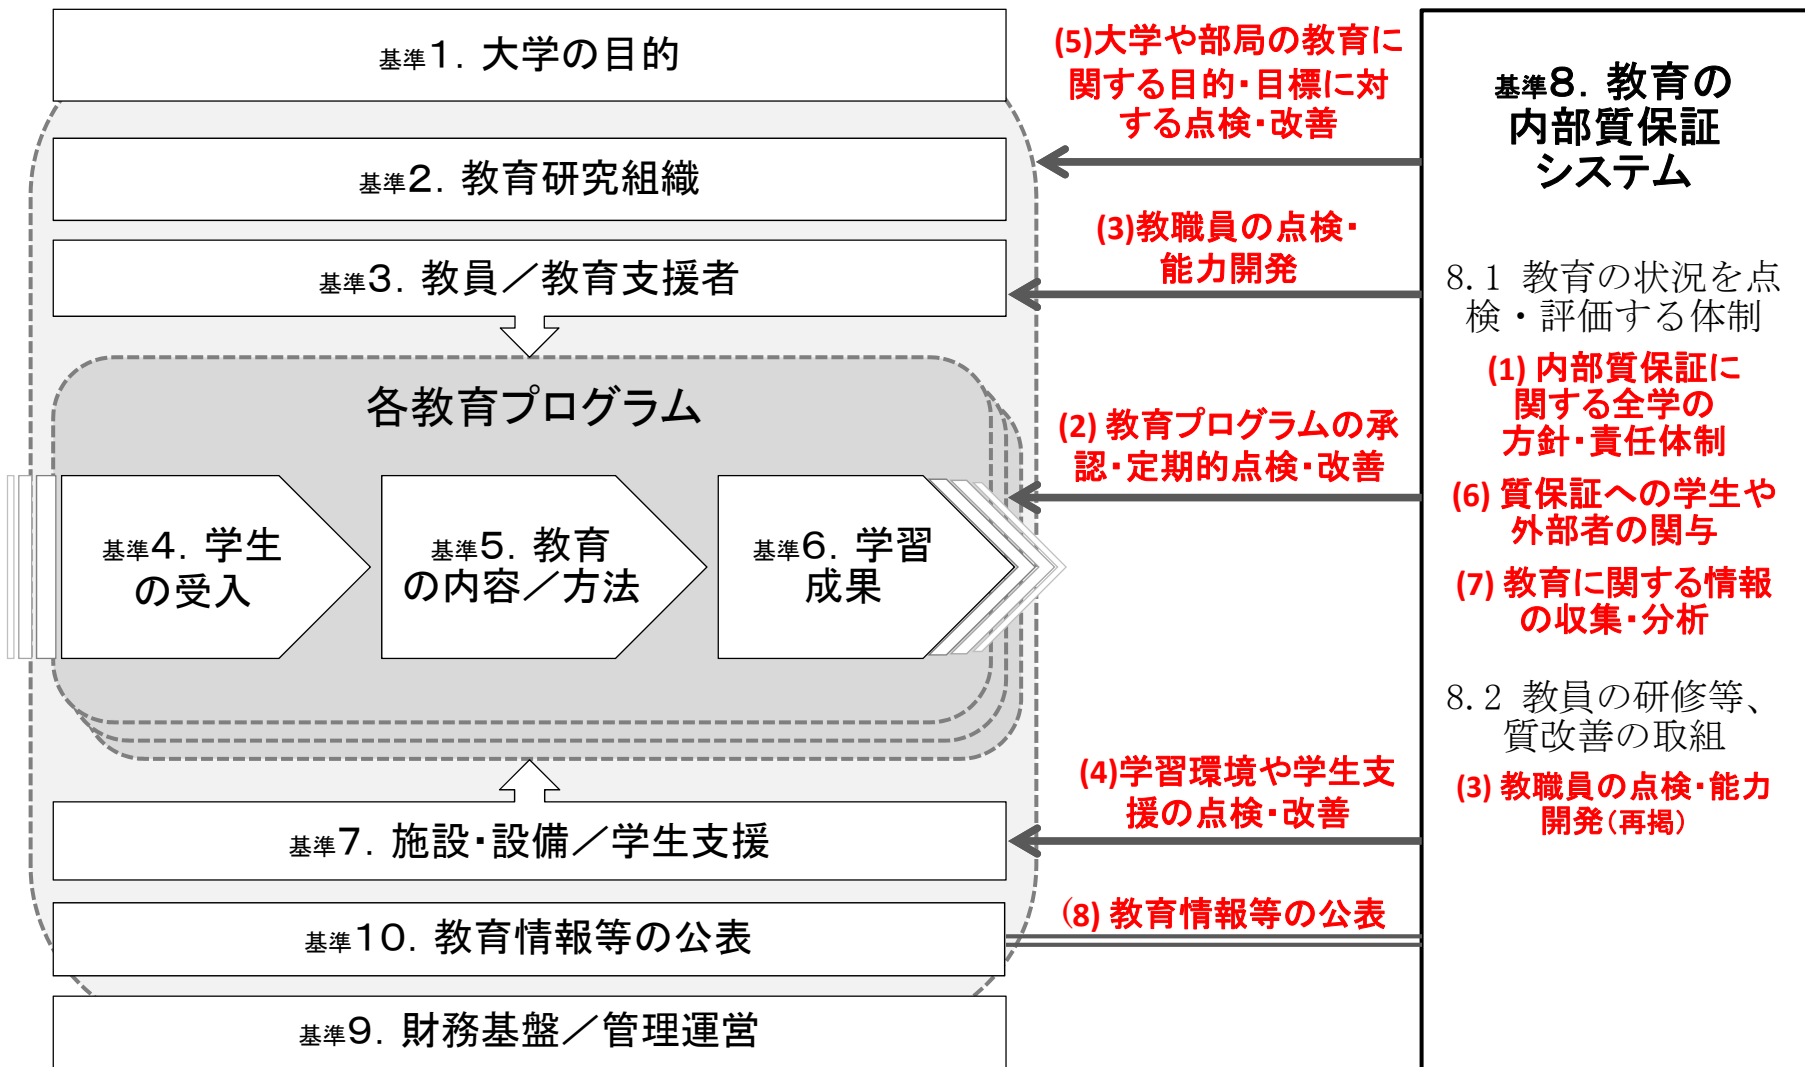 基準1. 大学の目的
基準2. 教育研究組織
基準3. 教員／教育支援者
各教育プログラム
基準4. 学生
の受入
基準5. 教育
の内容／方法
基準6. 学習
成果
基準7. 施設・設備／学生支援
基準10. 教育情報等の公表
基準9. 財務基盤／管理運営
(5)大学や部局の教育に
関する目的・目標に対
する点検・改善
(3)教職員の点検・
能力開発
(2) 教育プログラムの承
認・定期的点検・改善
(4)学習環境や学生支
援の点検・改善
(8) 教育情報等の公表
基準8. 教育の
内部質保証
システム
8.1 教育の状況を点
検・評価する体制
(1) 内部質保証に
関する全学の
方針・責任体制
(6) 質保証への学生や
外部者の関与
(7) 教育に関する情報
の収集・分析
8.2 教員の研修等、
質改善の取組
(3) 教職員の点検・能力
開発（再掲）